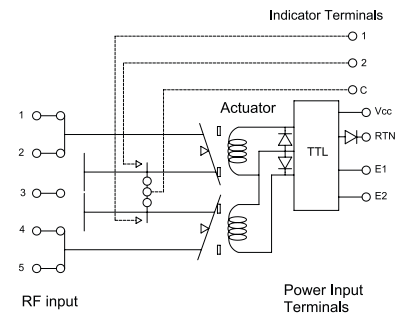 Indicator Terminals
1
2
C
Actuator
1
2
3
4
5
TTL
Vcc
RTN
E1
E2
RF input
Power Input
Terminals